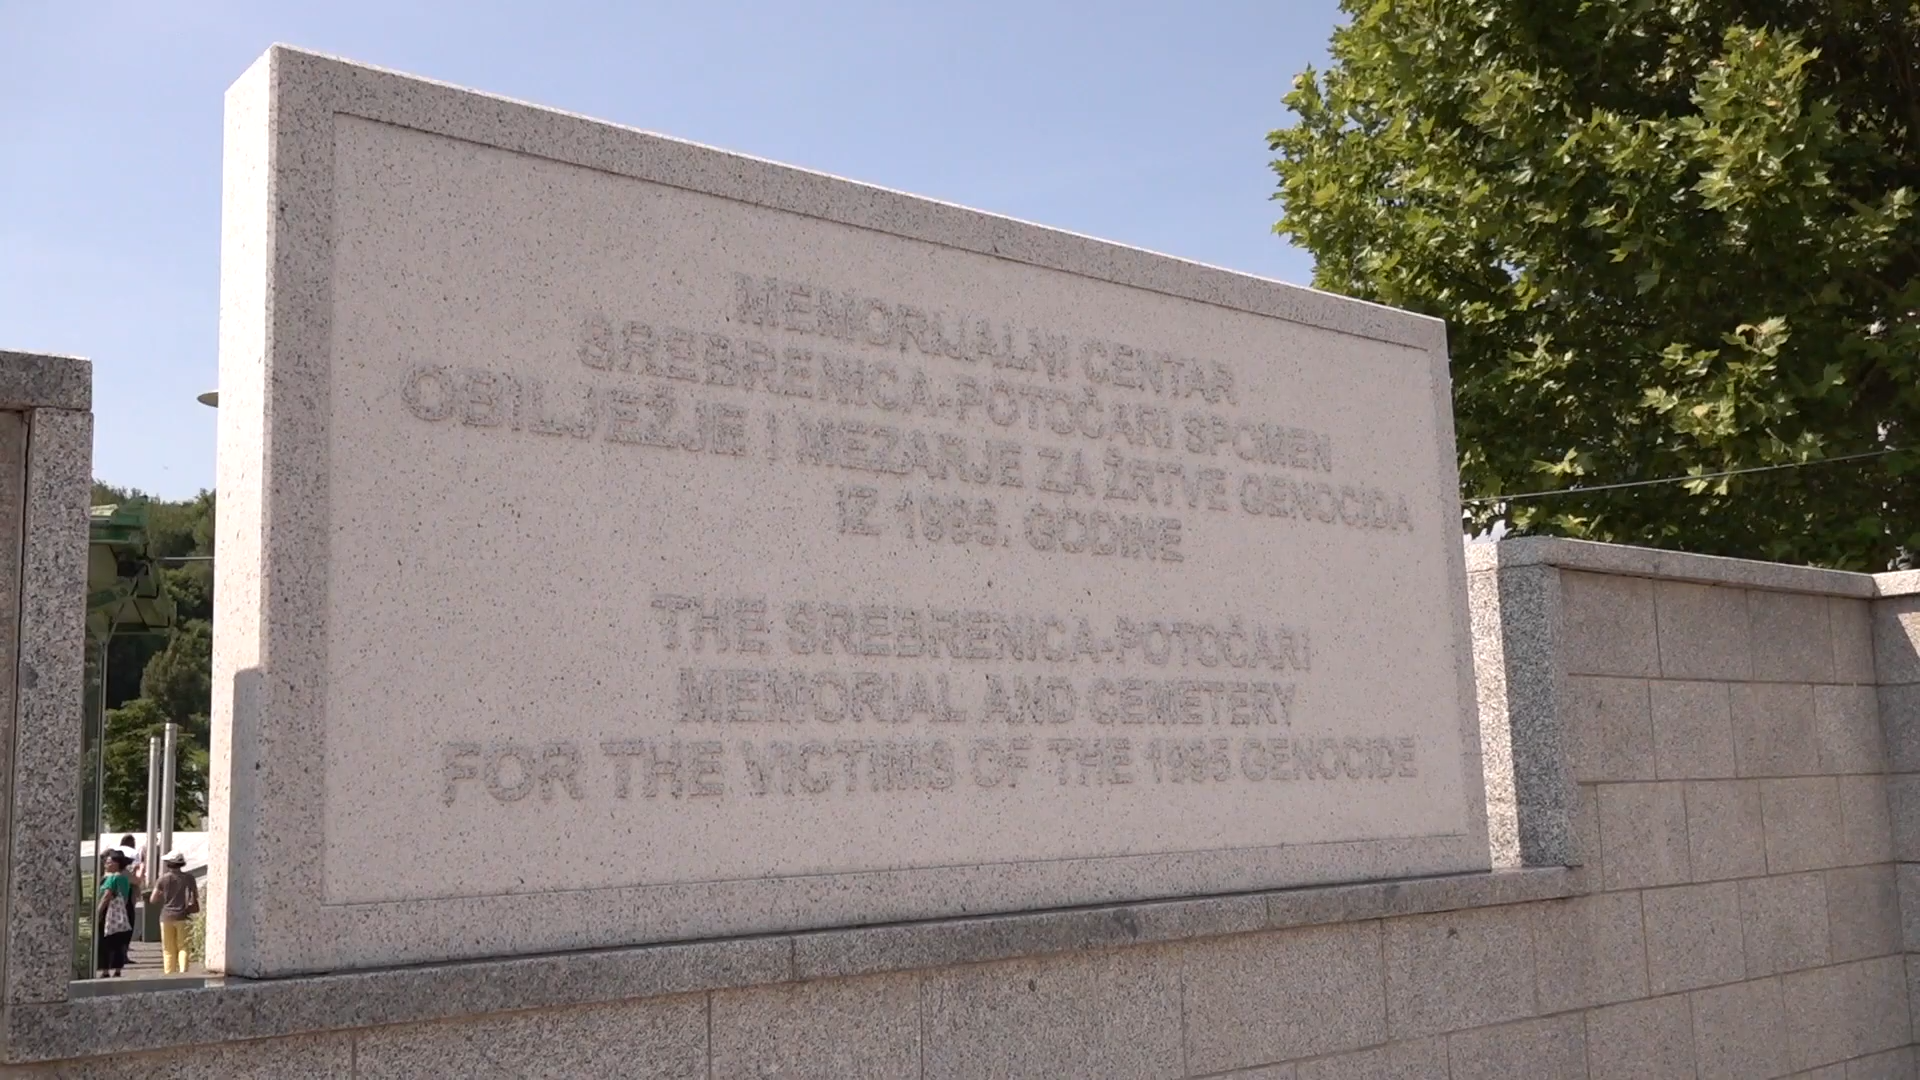 MEMORIJALNI CENTAR
SREBRENICA-POTOČARI SPOMEN
OBILJEŽJE I MEZARJE ZA ŽRTVE GENOCIDA
IZ 1995. GODINE
THE SREBRENICA-POTOČARI
MEMORIAL AND CEMETERY
FOR THE VICTIMS OF THE 1995 GENOCIDE